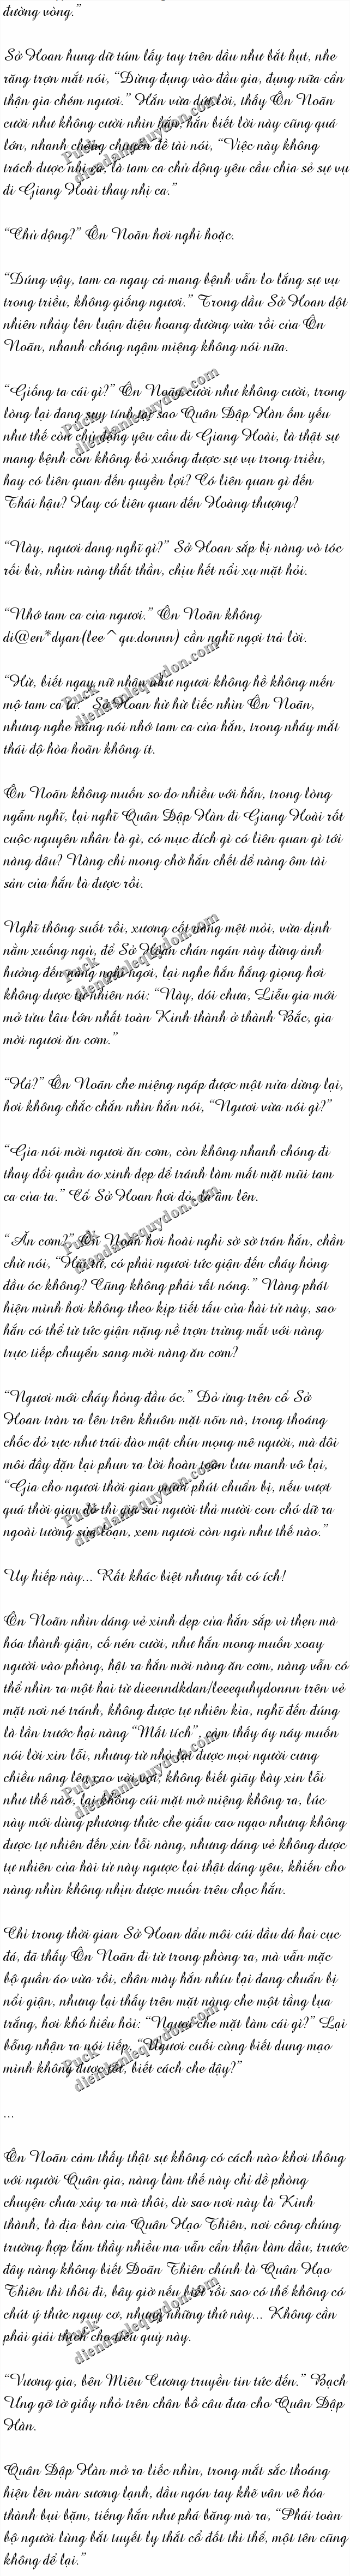 đường vòng.”
Sở Hoan hung dữ túm lấy tay trên đầu như bắt hụt, nhe
răng trợn mắt nói, “Đừng đụng vào đầu gia, đụng nữa cẩn
thận gia chém ngươi.” Hắn vừa dứt lời, thấy Ôn Noãn
cười như không cười nhìn hắn, hắn biết lời này cũng quá
lớn, nhanh chóng chuyển đề tài nói, “Việc này không
trách được nhị ca, là tam ca chủ động yêu cầu chia sẻ sự vụ
đi Giang Hoài thay nhị ca.”
“Chủ động?” Ôn Noãn hơi nghi hoặc.
“Đúng vậy, tam ca ngay cả mang bệnh vẫn lo lắng sự vụ
trong triều, không giống ngươi.” Trong đầu Sở Hoan đột
nhiên nhảy lên luận điệu hoang đường vừa rồi của Ôn
Noãn, nhanh chóng ngậm miệng không nói nữa.
“Giống ta cái gì?” Ôn Noãn cười như không cười, trong
lòng lại đang suy tính tại sao Quân Dập Hàn ốm yếu
như thế còn chủ động yêu cầu đi Giang Hoài, là thật sự
mang bệnh còn không bỏ xuống được sự vụ trong triều,
hay có liên quan đến quyền lợi? Có liên quan gì đến
Thái hậu? Hay có liên quan đến Hoàng thượng?
“Này, ngươi đang nghĩ gì?” Sở Hoan sắp bị nàng vò tóc
rối bù, nhìn nàng thất thần, chịu hết nổi xụ mặt hỏi.
“Nhớ tam ca của ngươi.” Ôn Noãn không
di@en*dyan(lee^qu.donnn) cần nghĩ ngợi trả lời.
“Hừ, biết ngay nữ nhân như ngươi không hề không mến
mộ tam ca ta.” Sở Hoan hừ hừ liếc nhìn Ôn Noãn,
nhưng nghe nàng nói nhớ tam ca của hắn, trong nháy mắt
thái độ hòa hoãn không ít.
Ôn Noãn không muốn so đo nhiều với hắn, trong lòng
ngẫm nghĩ, lại nghĩ Quân Dập Hàn đi Giang Hoài rốt
cuộc nguyên nhân là gì, có mục đích gì có liên quan gì tới
nàng đâu? Nàng chỉ mong chờ hắn chết để nàng ôm tài
sản của hắn là được rồi.
Nghĩ thông suốt rồi, xương cốt nàng mệt mỏi, vừa định
nằm xuống ngủ, để Sở Hoan chán ngán này đừng ảnh
hưởng đến nàng nghỉ ngơi, lại nghe hắn hắng giọng hơi
không được tự nhiên nói: “Này, đói chưa, Liễu gia mới
mở tửu lâu lớn nhất toàn Kinh thành ở thành Bắc, gia
mời ngươi ăn cơm.”
“Hả?” Ôn Noãn che miệng ngáp được một nửa dừng lại,
hơi không chắc chắn nhìn hắn nói, “Ngươi vừa nói gì?”
“Gia nói mời ngươi ăn cơm, còn không nhanh chóng đi
thay đổi quần áo xinh đẹp để tránh làm mất mặt mũi tam
ca của ta.” Cổ Sở Hoan hơi đỏ, la ầm lên.
“Ăn cơm?” Ôn Noãn hơi hoài nghi sờ sờ trán hắn, chần
chừ nói, “Hài tử, có phải ngươi tức giận đến cháy hỏng
đầu óc không? Cũng không phải rất nóng.” Nàng phát
hiện mình hơi không theo kịp tiết tấu của hài tử này, sao
hắn có thể từ tức giận nặng nề trợn trừng mắt với nàng
trực tiếp chuyển sang mời nàng ăn cơm?
“Ngươi mới cháy hỏng đầu óc.” Đỏ ửng trên cổ Sở
Hoan tràn ra lên trên khuôn mặt nõn nà, trong thoáng
chốc đỏ rực như trái đào mật chín mọng mê người, mà đôi
môi đầy đặn lại phun ra lời hoàn toàn lưu manh vô lại,
“Gia cho ngươi thời gian mười phút chuẩn bị, nếu vượt
quá thời gian đó thì gia sai người thả mười con chó dữ ra
ngoài tường sủa loạn, xem ngươi còn ngủ như thế nào.”
Uy hiếp này... Rất khác biệt nhưng rất có ích!
Ôn Noãn nhìn dáng vẻ xinh đẹp của hắn sắp vì thẹn mà
hóa thành giận, cố nén cười, như hắn mong muốn xoay
người vào phòng, hật ra hắn mời nàng ăn cơm, nàng vẫn có
thể nhìn ra một hai từ dieenndkdan/leeequhydonnn trên vẻ
mặt nơi né tránh, không được tự nhiên kia, nghĩ đến đúng
là lần trước hại nàng “Mất tích”, cảm thấy áy náy muốn
nói lời xin lỗi, nhưng từ nhỏ lại được mọi người cưng
chiều nâng lên cao vời vợi, không biết giãy bày xin lỗi
như thế nào, lại không cúi mặt mở miệng không ra, lúc
này mới dùng phương thức che giấu cao ngạo nhưng không
được tự nhiên đến xin lỗi nàng, nhưng dáng vẻ không được
tự nhiên của hài tử này ngược lại thật đáng yêu, khiến cho
nàng nhìn không nhịn được muốn trêu chọc hắn.
Chỉ trong thời gian Sở Hoan dẩu môi cúi đầu đá hai cục
đá, đã thấy Ôn Noãn đi từ trong phòng ra, mà vẫn mặc
bộ quần áo vừa rồi, chân mày hắn nhíu lại đang chuẩn bị
nổi giận, nhưng lại thấy trên mặt nàng che một tầng lụa
trắng, hơi khó hiểu hỏi: “Ngươi che mặt làm cái gì?” Lại
bỗng nhận ra nói tiếp, “Ngươi cuối cùng biết dung mạo
mình không được tốt, biết cách che đậy?”
...
Ôn Noãn cảm thấy thật sự không có cách nào khơi thông
với người Quân gia, nàng làm thế này chỉ đề phòng
chuyện chưa xảy ra mà thôi, dù sao nơi này là Kinh
thành, là địa bàn của Quân Hạo Thiên, nơi công chúng
trường hợp lắm thầy nhiều ma vẫn cẩn thận làm đầu, trước
đây nàng không biết Doãn Thiên chính là Quân Hạo
Thiên thì thôi đi, bây giờ nếu biết rồi sao có thể không có
chút ý thức nguy cơ, nhưng những thứ này... Không cần
phải giải thích cho tiểu quỷ này.
“Vương gia, bên Miêu Cương truyền tin tức đến.” Bạch
Ưng gỡ tờ giấy nhỏ trên chân bồ câu đưa cho Quân Dập
Hàn.
Quân Dập Hàn mở ra liếc nhìn, trong mắt sắc thoáng
hiện lên màn sương lạnh, đầu ngón tay khẽ vân vê hóa
thành bụi bặm, tiếng hắn như phá băng mà ra, “Phái toàn
bộ người lùng bắt tuyết ly thắt cổ đốt thi thể, một tên cũng
không để lại.”